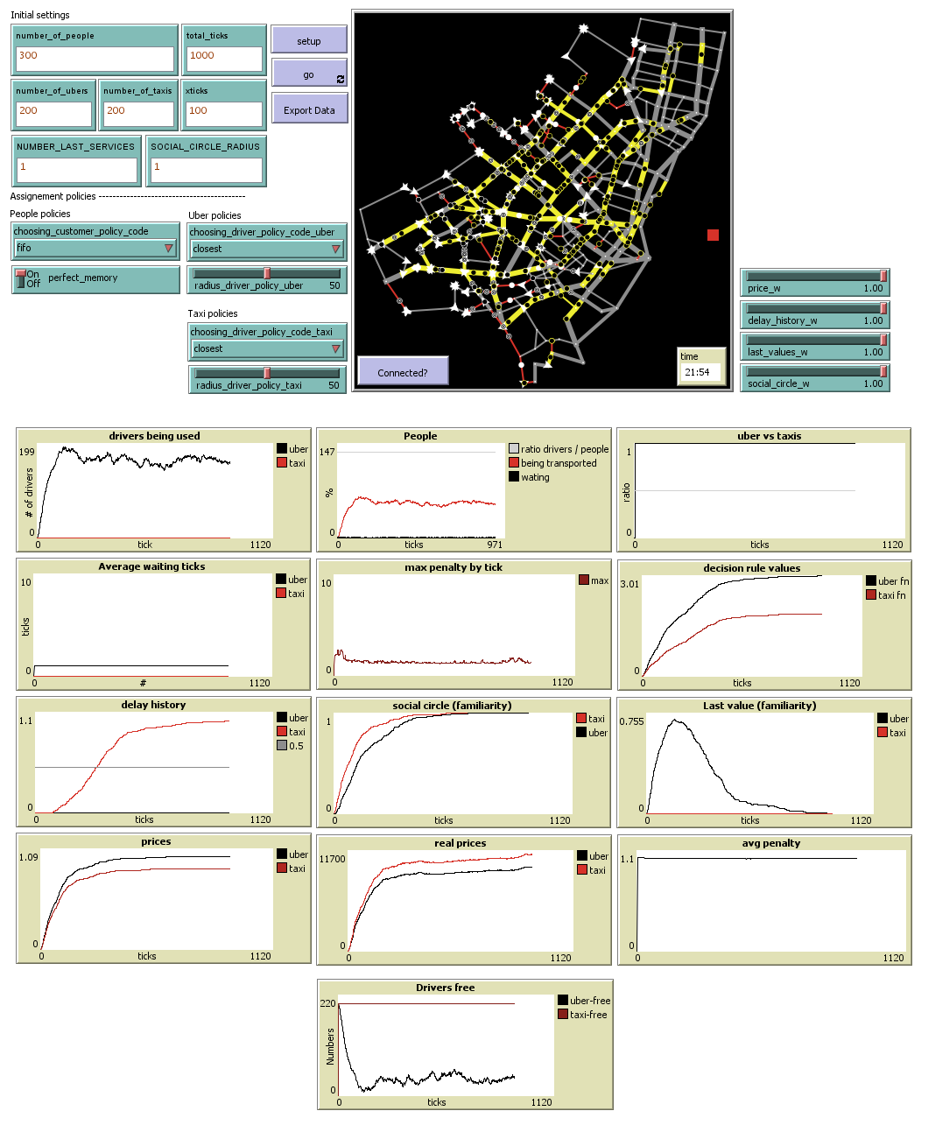 Initial settings
number_of_people
300
total_ticks
1000
setup
go
number_of_ubers
200
number_of_taxis
200
xticks
100
Export Data
NUMBER_LAST_SERVICES
1
SOCIAL_CIRCLE_RADIUS
1
Assignement policies ------------------------------------------
People policies
choosing_customer_policy_code
fifo
On
Off
perfect_memory
Uber policies
choosing_driver_policy_code_uber
closest
radius_driver_policy_uber 50
Taxi policies
choosing_driver_policy_code_taxi
closest
radius_driver_policy_taxi 50
Connected?
time
21:54
price_w 1.00
delay_history_w 1.00
last_values_w 1.00
social_circle_w 1.00
drivers being used
199
# of drivers
0
0
tick
1120
uber
taxi
People
147
%
0
0
ticks
971
ratio drivers / people
being transported
wating
uber vs taxis
1
ratio
0
0
ticks
1120
Average waiting ticks
10
ticks
0
0
#
1120
uber
taxi
max penalty by tick
10
0
0
1120
max
decision rule values
3.01
0
0
ticks
1120
uber fn
taxi fn
delay history
1.1
0
0
ticks
1120
uber
taxi
0.5
social circle (familiarity)
1
0
0
ticks
1120
taxi
uber
Last value (familiarity)
0.755
0
0
ticks
1120
uber
taxi
prices
1.09
0
0
ticks
1120
uber
taxi
real prices
11700
0
0
ticks
1120
uber
taxi
avg penalty
1.1
0
0
1120
Drivers free
220
Numbers
0
0
ticks
1120
uber-free
taxi-free